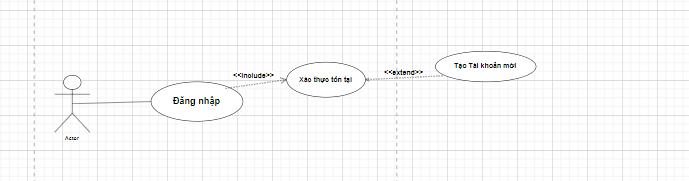 <<include>>
Xác thực tồn tại
<<extend>>
Tạo Tài khoản mới
Đăng nhập
Actor